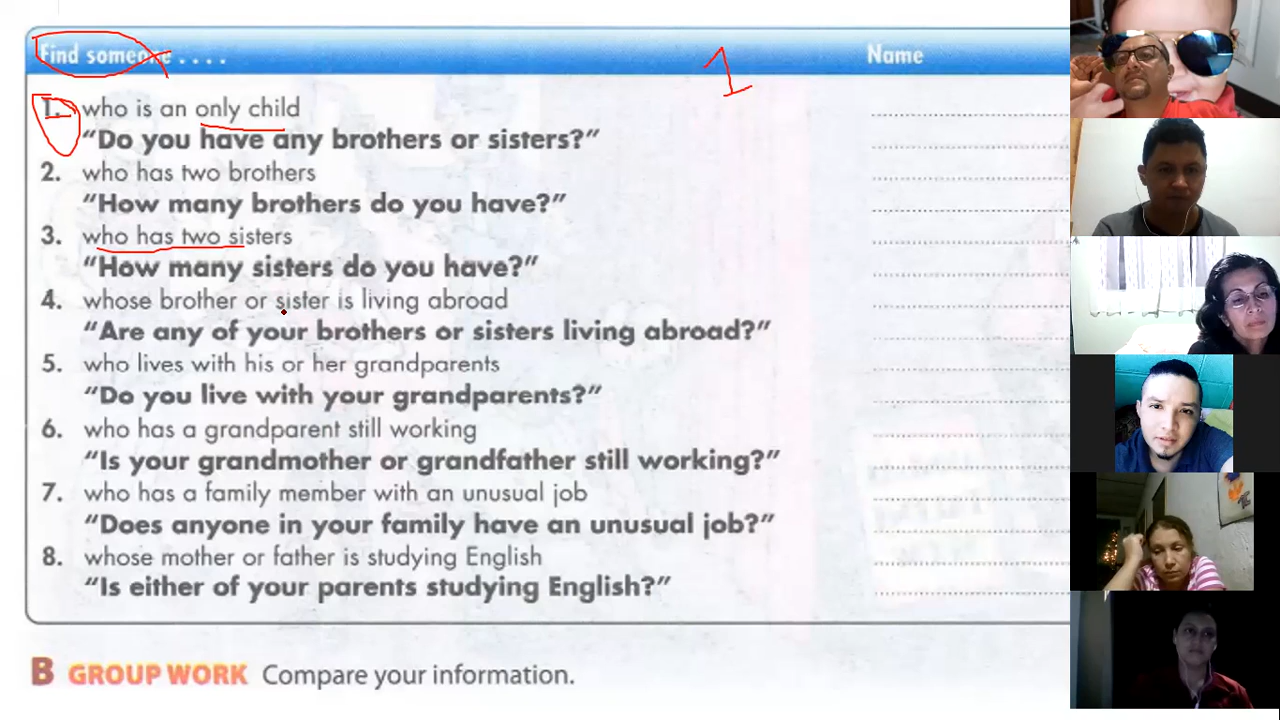 Find someone . . . . 1 Name
1. who is an only child
“Do you have any brothers or sisters?”
2. who has two brothers
“How many brothers do you have?”
3. who has two sisters
“How many sisters do you have?”
4. whose brother or sister is living abroad
“Are any of your brothers or sisters living abroad?”
5. who lives with his or her grandparents
“Do you live with your grandparents?”
6. who has a grandparent still working
“Is your grandmother or grandfather still working?”
7. who has a family member with an unusual job
“Does anyone in your family have an unusual job?”
8. whose mother or father is studying English
“Is either of your parents studying English?”
B GROUP WORK Compare your information.